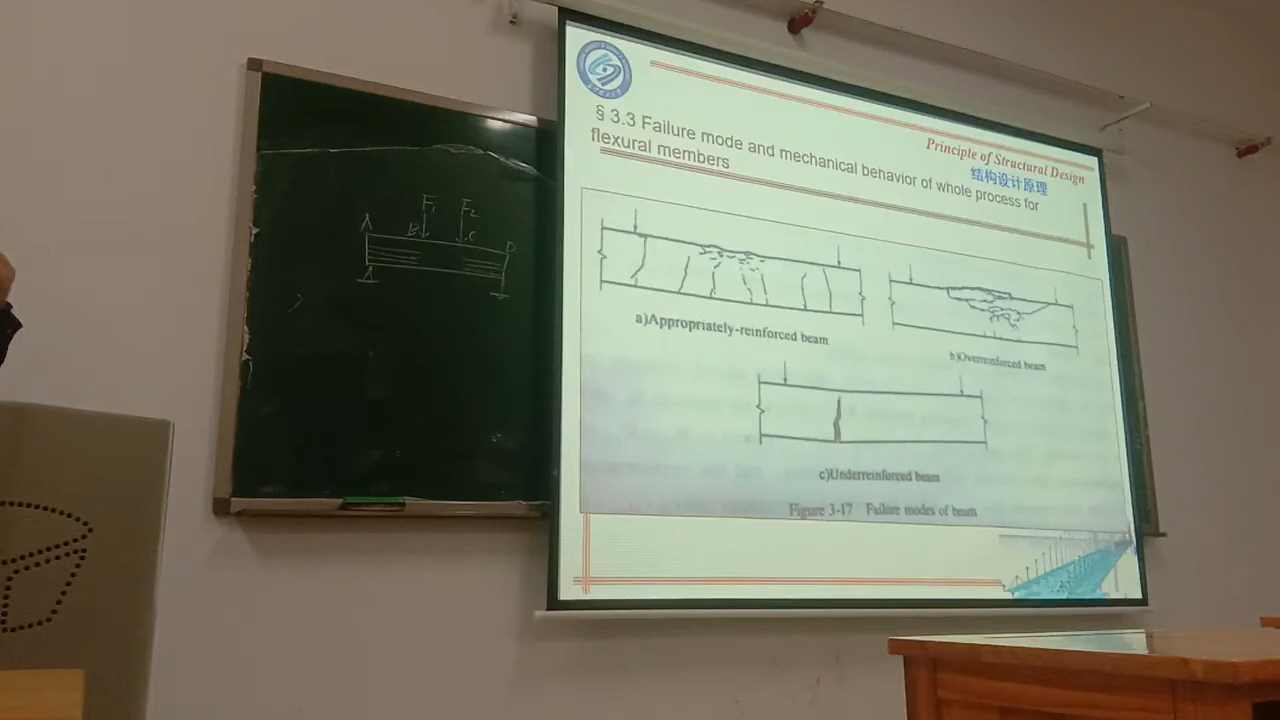 A
F₁
F₂
B
C
D
A
§ 3.3 Failure mode and mechanical behavior of whole process for
flexural members
Principle of Structural Design
结构设计原理
a)Appropriately-reinforced beam
b)Overreinforced beam
c)Underreinforced beam
Figure 3-17 Failure modes of beam